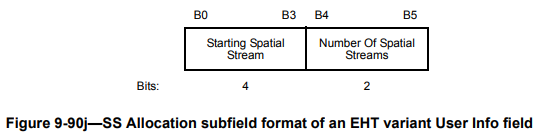 B0 B3 B4 B5
Starting Spatial Number Of Spatial
Stream Streams
Bits: 4 2
Figure 9-90j—SS Allocation subfield format of an EHT variant User Info field